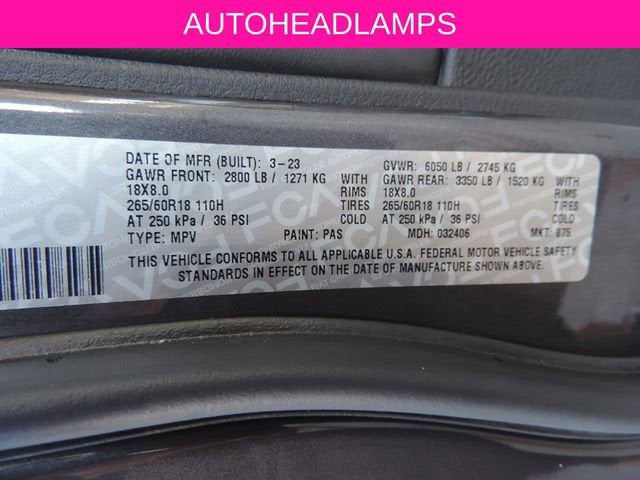 AUTOHEADLAMPS
DATE OF MFR (BUILT): 3-23 GVWR: 6050 LB / 2745 KG
GAWR FRONT: 2800 LB / 1271 KG WITH GAWR REAR: 3350 LB / 1520 KG WITH
18X8.0 RIMS 18X8.0 RIMS
265/60R18 110H TIRES 265/60R18 110H TIRES
AT 250 kPa / 36 PSI COLD AT 250 kPa / 36 PSI COLD
TYPE: MPV PAINT: PAS MDH: 032406 MKT: 875
THIS VEHICLE CONFORMS TO ALL APPLICABLE U.S.A. FEDERAL MOTOR VEHICLE SAFETY
STANDARDS IN EFFECT ON THE DATE OF MANUFACTURE SHOWN ABOVE.